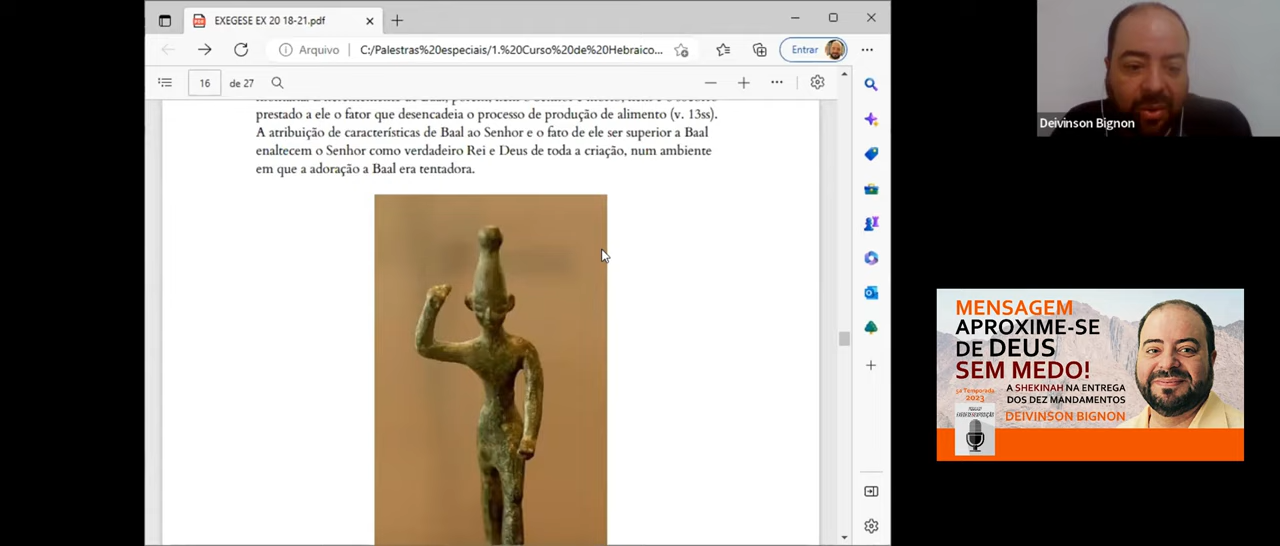 EXEGESE EX 20 18-21.pdf
Arquivo
C:/Palestras%20especiais/1.%20Curso%20de%20Hebraico...
Entrar
16
de 27
prestado a ele o fator que desencadeia o processo de produção de alimento (v. 13ss).
A atribuição de características de Baal ao Senhor e o fato de ele ser superior a Baal
enaltecem o Senhor como verdadeiro Rei e Deus de toda a criação, num ambiente
em que a adoração a Baal era tentadora.
Deivinson Bignon
MENSAGEM
APROXIME-SE
DE DEUS
SEM MEDO!
A SHEKINAH NA ENTREGA
DOS DEZ MANDAMENTOS
DEIVINSON BIGNON
Temporada
2023